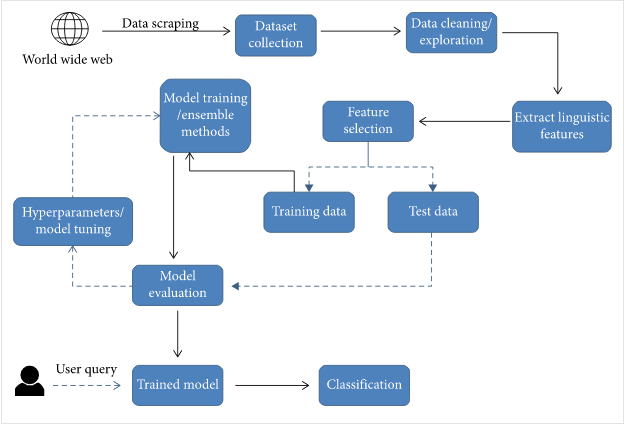 Data scraping
World wide web
Dataset
collection
Data cleaning/
exploration
Model training
/ensemble
methods
Feature
selection
Extract linguistic
features
Hyperparameters/
model tuning
Training data
Test data
Model
evaluation
User query
Trained model
Classification